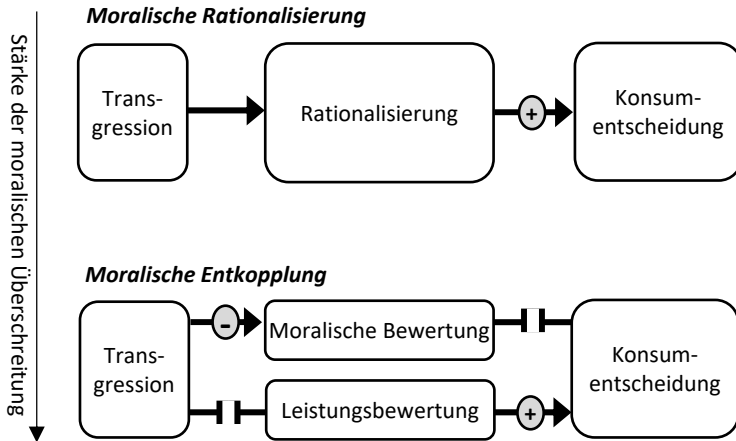 Stärke der moralischen Überschreitung
Moralische Rationalisierung
Trans-
gression
Rationalisierung
+
Konsum-
entscheidung
Moralische Entkopplung
Trans-
gression
-
Moralische Bewertung
Leistungsbewertung
+
Konsum-
entscheidung